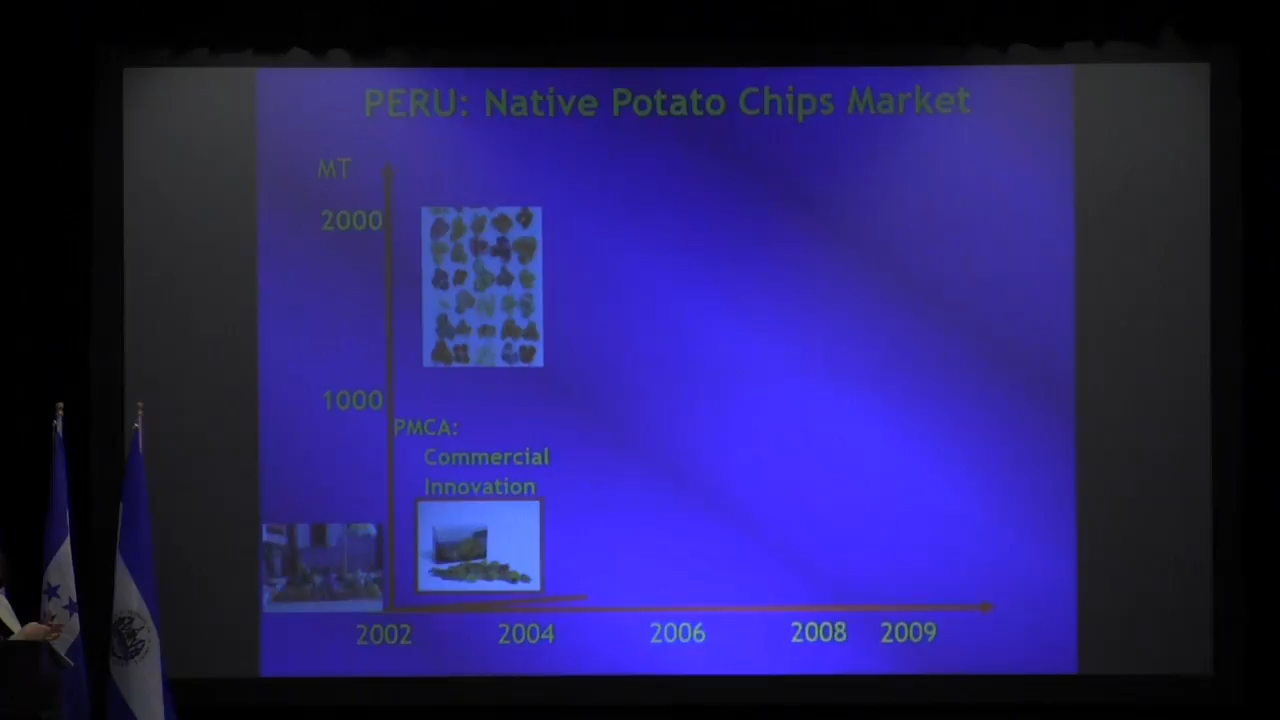 PERU: Native Potato Chips Market
MT
2000
1000
PMCA:
Commercial
Innovation
2002 2004 2006 2008 2009